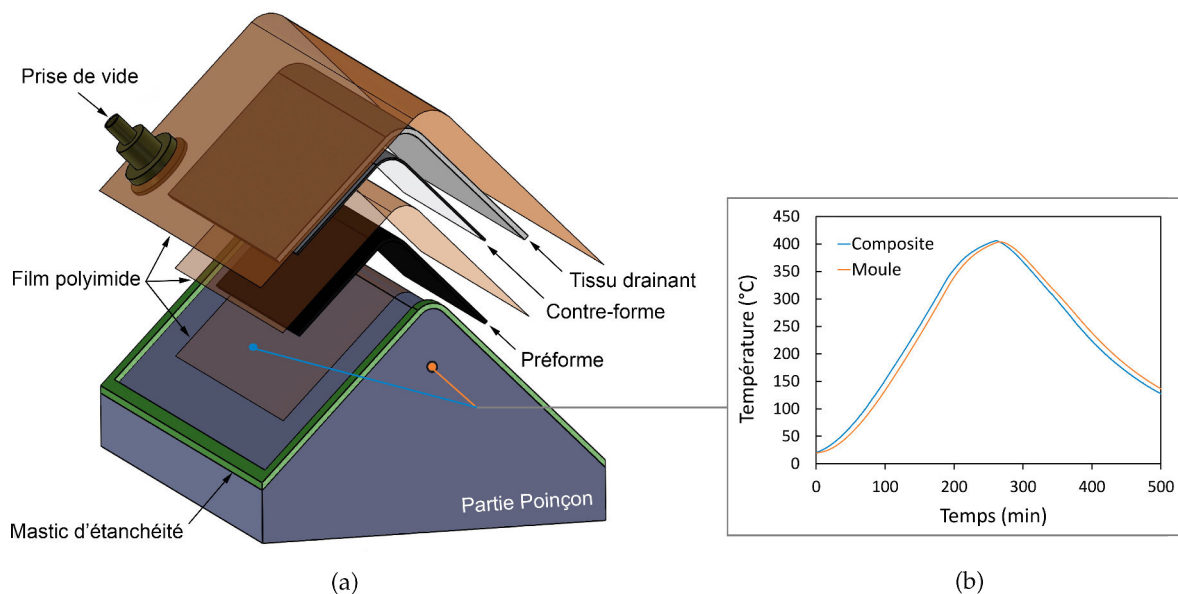 Prise de vide
Film polyimide
Tissu drainant
Contre-forme
Préforme
Partie Poinçon
Mastic d'étanchéité
(a)
Température (°C)
450
400
350
300
250
200
150
100
50
0
Composite
Moule
0 100 200 300 400 500
Temps (min)
(b)